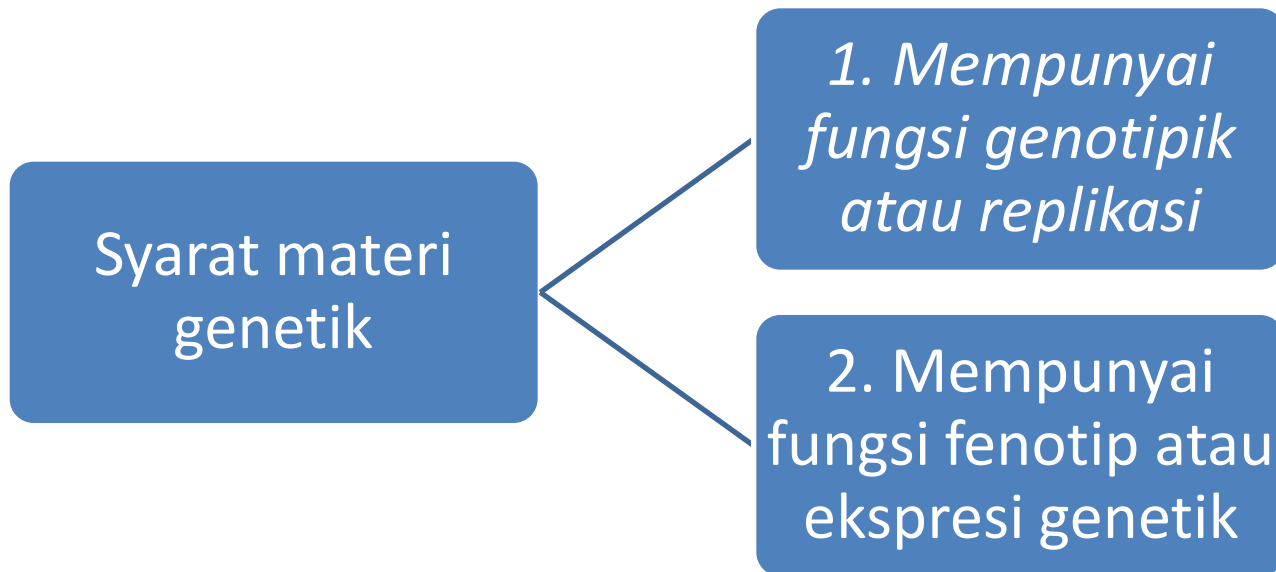 Syarat materi
genetik
1. Mempunyai
fungsi genotipik
atau replikasi
2. Mempunyai
fungsi fenotip atau
ekspresi genetik